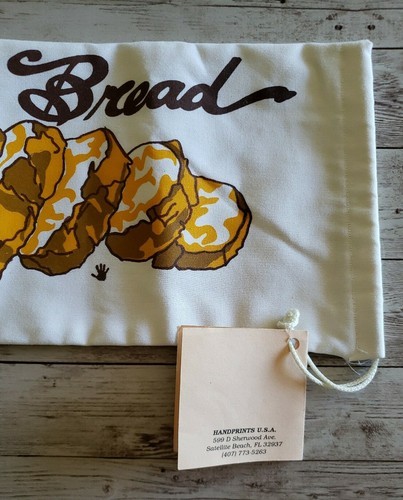 Bread
HANDPRINTS U.S.A.
599 D Sherwood Ave.
Satellite Beach, FL 32937
(407) 773-5263